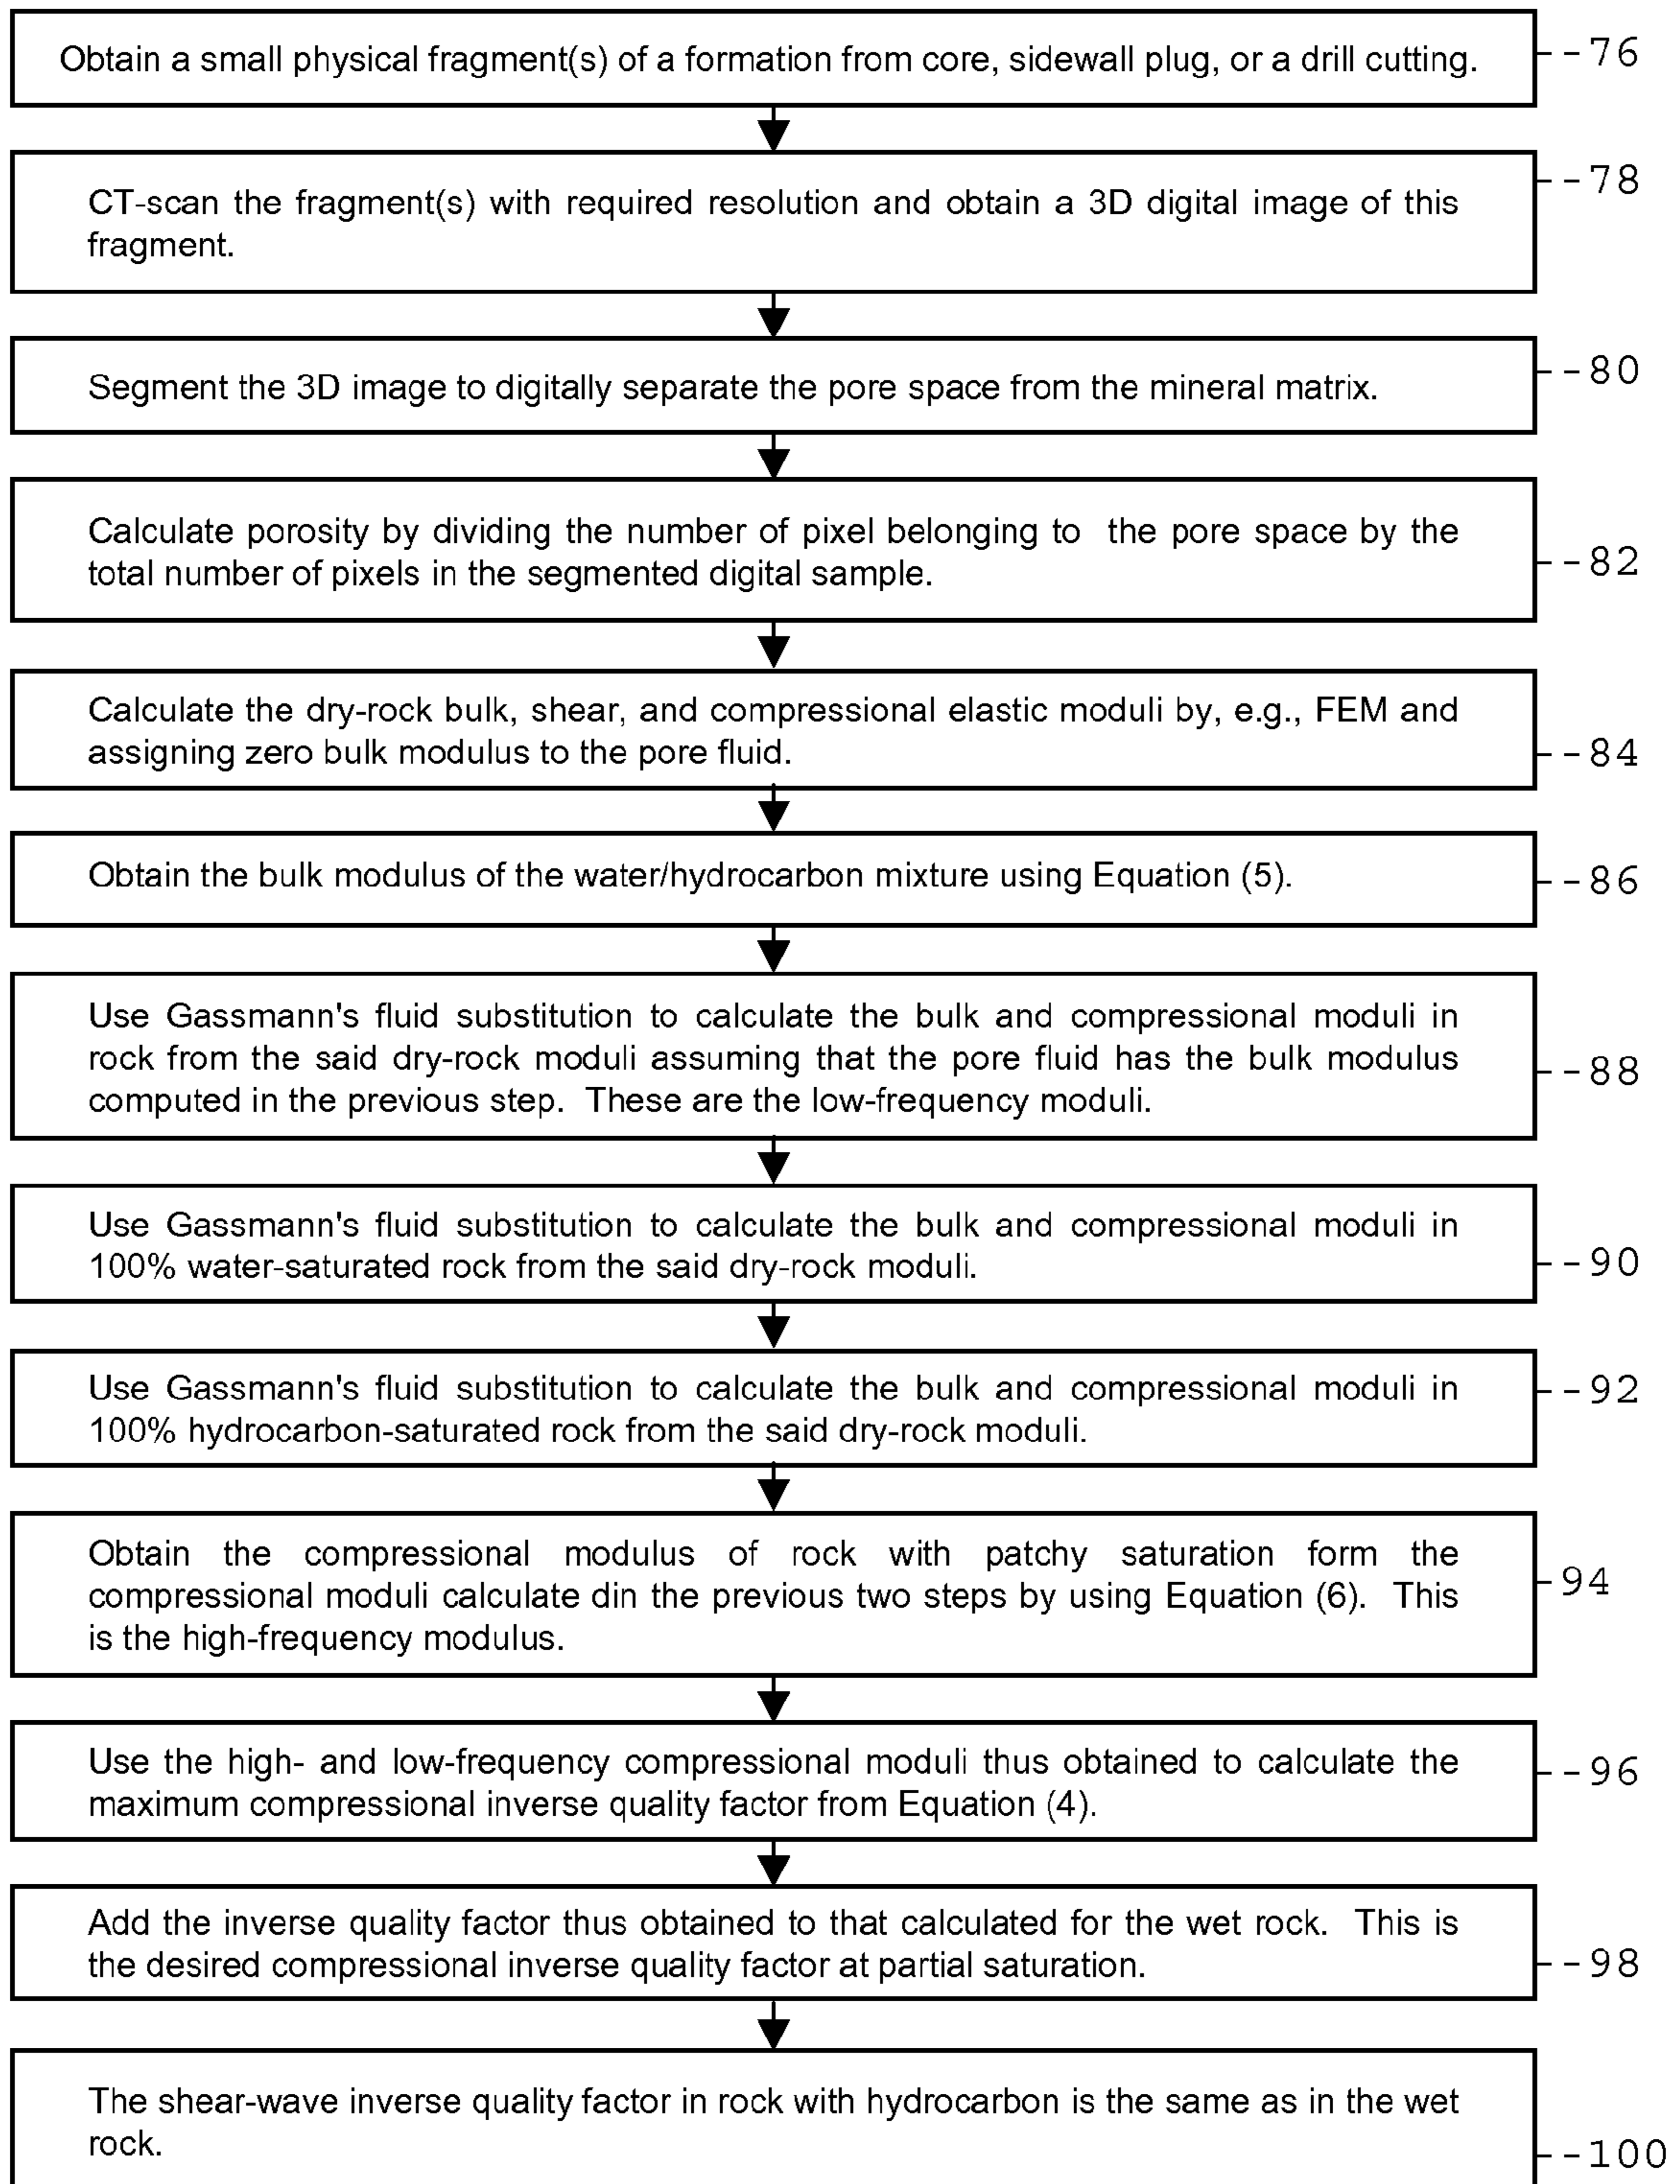 Obtain a small physical fragment(s) of a formation from core, sidewall plug, or a drill cutting.
--76
CT-scan the fragment(s) with required resolution and obtain a 3D digital image of this
fragment.
--78
Segment the 3D image to digitally separate the pore space from the mineral matrix.
--80
Calculate porosity by dividing the number of pixel belonging to the pore space by the
total number of pixels in the segmented digital sample.
--82
Calculate the dry-rock bulk, shear, and compressional elastic moduli by, e.g., FEM and
assigning zero bulk modulus to the pore fluid.
--84
Obtain the bulk modulus of the water/hydrocarbon mixture using Equation (5).
--86
Use Gassmann's fluid substitution to calculate the bulk and compressional moduli in
rock from the said dry-rock moduli assuming that the pore fluid has the bulk modulus
computed in the previous step. These are the low-frequency moduli.
--88
Use Gassmann's fluid substitution to calculate the bulk and compressional moduli in
100% water-saturated rock from the said dry-rock moduli.
--90
Use Gassmann's fluid substitution to calculate the bulk and compressional moduli in
100% hydrocarbon-saturated rock from the said dry-rock moduli.
--92
Obtain the compressional modulus of rock with patchy saturation form the
compressional moduli calculate din the previous two steps by using Equation (6). This
is the high-frequency modulus.
-94
Use the high- and low-frequency compressional moduli thus obtained to calculate the
maximum compressional inverse quality factor from Equation (4).
--96
Add the inverse quality factor thus obtained to that calculated for the wet rock. This is
the desired compressional inverse quality factor at partial saturation.
--98
The shear-wave inverse quality factor in rock with hydrocarbon is the same as in the wet
rock.
--100